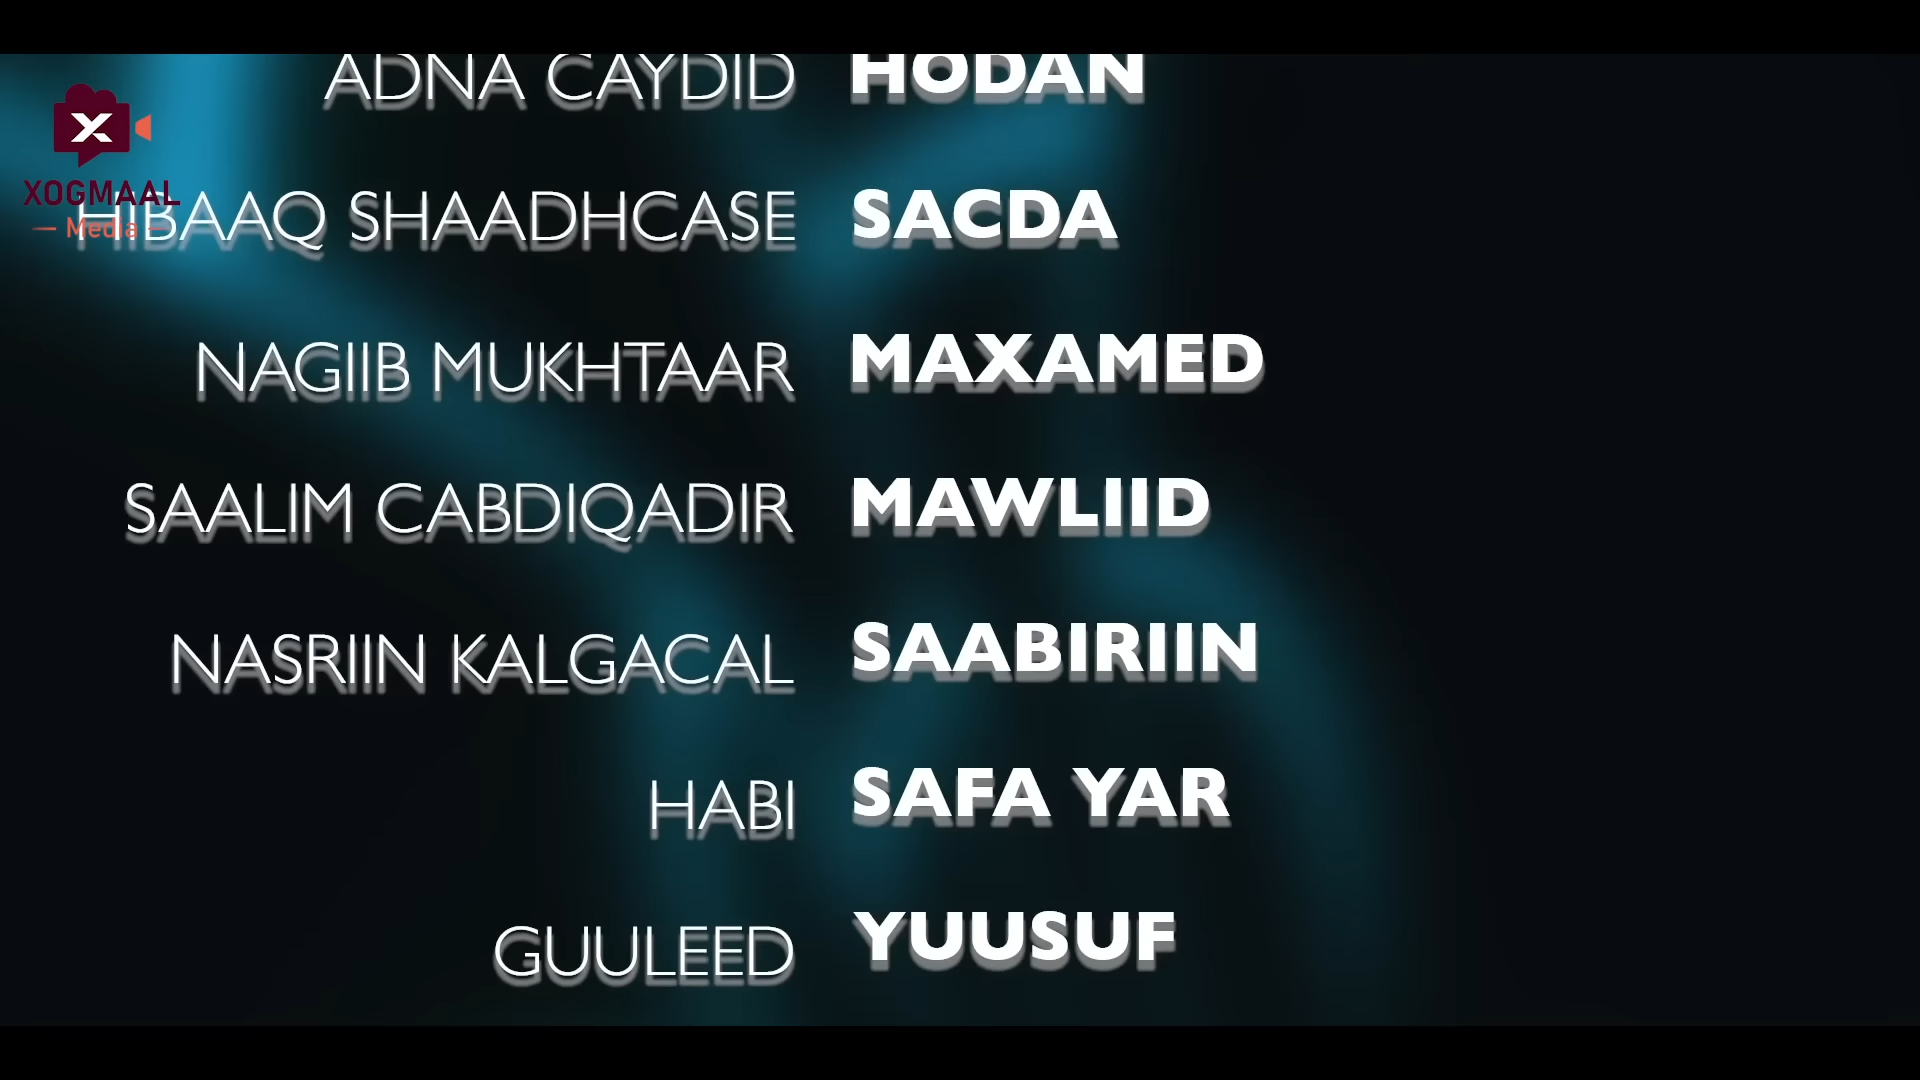 ADNA CAYDID HODAN
XOGMAAL
Media
HIBAAQ SHAADHCASE SACDA
NAGIIB MUKHTAAR MAXAMED
SAALIM CABDIQADIR MAWLIID
NASRIIN KALGACAL SAABIRIIN
HABI SAFA YAR
GUULEED YUUSUF